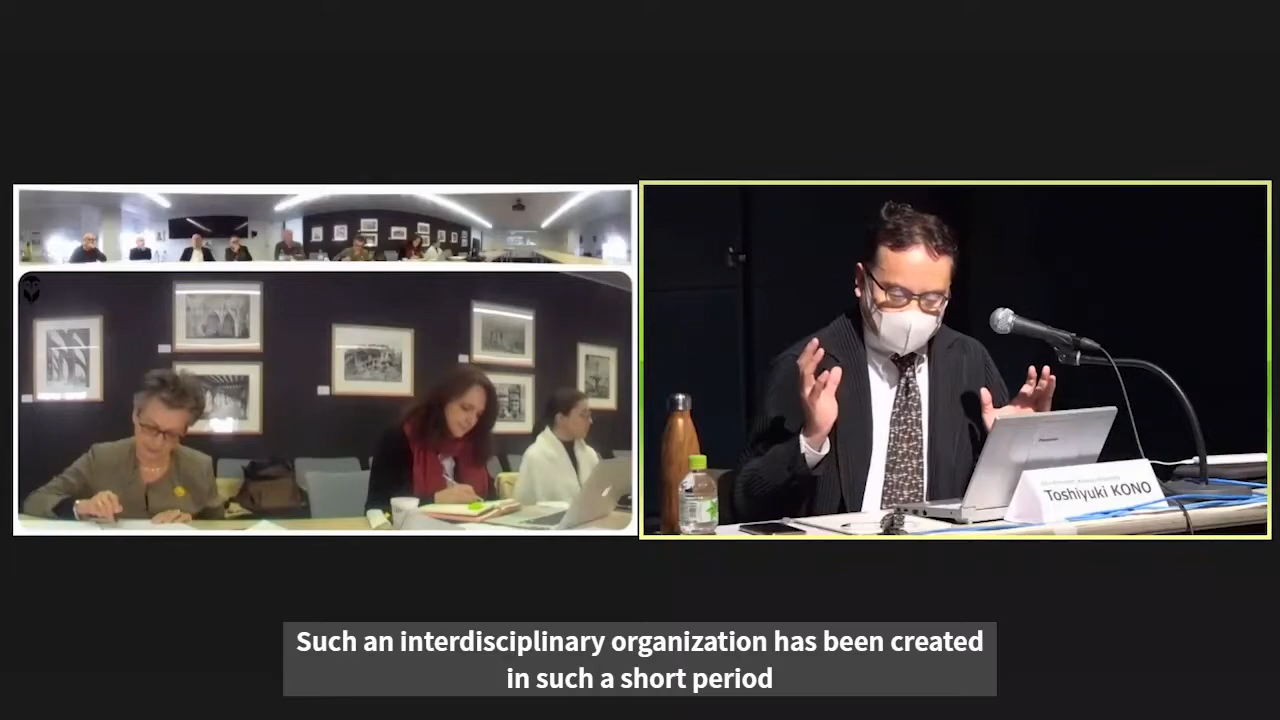 Toshiyuki KONO
Such an interdisciplinary organization has been created
in such a short period